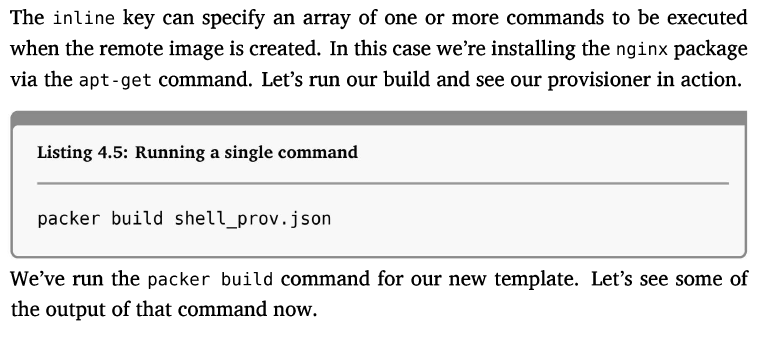 The inline key can specify an array of one or more commands to be executed
when the remote image is created. In this case we’re installing the nginx package
via the apt-get command. Let’s run our build and see our provisioner in action.
Listing 4.5: Running a single command
packer build shell_prov.json
We’ve run the packer build command for our new template. Let’s see some of
the output of that command now.